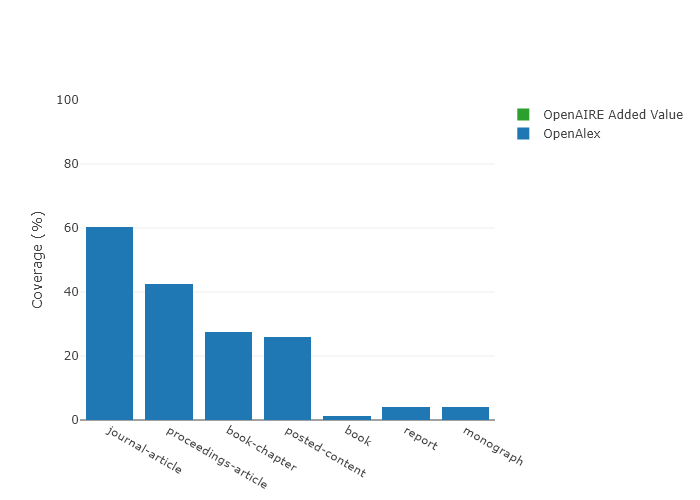 100
80
60
40
20
0
Coverage (%)
journal-article
proceedings-article
book-chapter
posted-content
book
report
monograph
OpenAIRE Added Value
OpenAlex